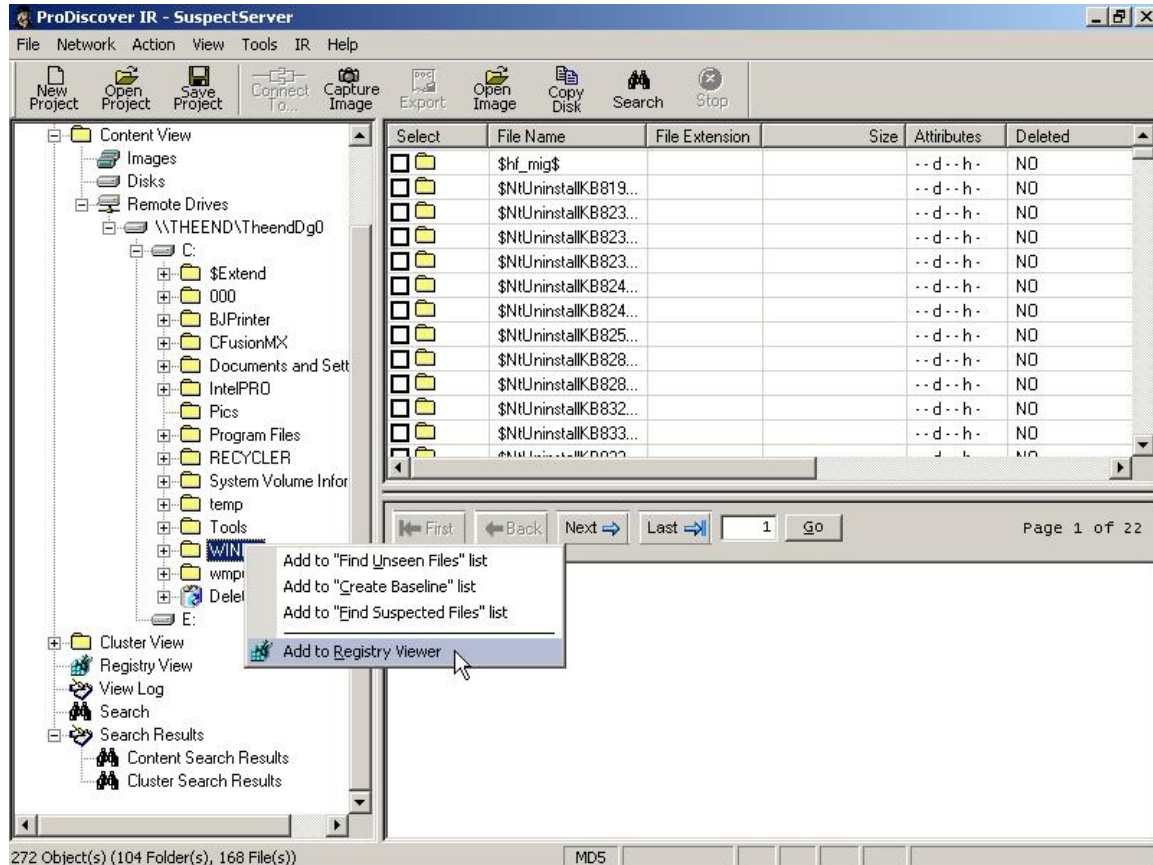 ProDiscover IR - SuspectServer
File Network Action View Tools IR Help
New Project
Open Project
Save Project
Connect To...
Capture Image
Export
Open Image
Copy Disk
Search
Stop
Content View
Images
Disks
Remote Drives
\\THEEND\TheendDg0
C:
$Extend
000
BJPrinter
CFusionMX
Documents and Sett
IntelPRO
Pics
Program Files
RECYCLER
System Volume Infor
temp
Tools
WIN
wmpu
Delet
E:
Cluster View
Registry View
View Log
Search
Search Results
Content Search Results
Cluster Search Results
Select File Name File Extension Size Attributes Deleted
$hf_mig$ - - d - - h - NO
$NtUninstallKB819... - - d - - h - NO
$NtUninstallKB823... - - d - - h - NO
$NtUninstallKB823... - - d - - h - NO
$NtUninstallKB823... - - d - - h - NO
$NtUninstallKB824... - - d - - h - NO
$NtUninstallKB824... - - d - - h - NO
$NtUninstallKB825... - - d - - h - NO
$NtUninstallKB828... - - d - - h - NO
$NtUninstallKB828... - - d - - h - NO
$NtUninstallKB832... - - d - - h - NO
$NtUninstallKB833... - - d - - h - NO
First Back Next Last 1 Go Page 1 of 22
Add to "Find Unseen Files" list
Add to "Create Baseline" list
Add to "Find Suspected Files" list
Add to Registry Viewer
272 Object(s) (104 Folder(s), 168 File(s)) MD5